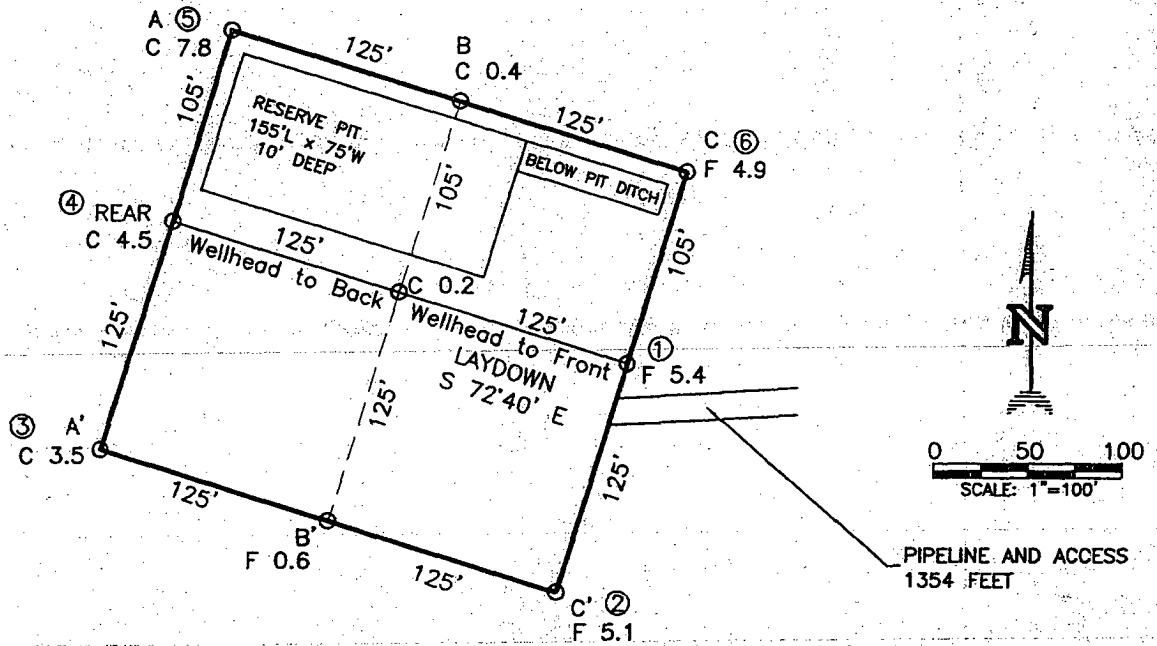 A ⑤
C 7.8
125'
B
C 0.4
125'
C ⑥
F 4.9
105'
RESERVE PIT
155'L x 75'W
10' DEEP
BELOW PIT DITCH
105'
105'
④ REAR
C 4.5
125'
Wellhead to Back
C 0.2
125'
Wellhead to Front
LAYDOWN
S 72°40' E
①
F 5.4
125'
125'
125'
③ A'
C 3.5
125'
B'
F 0.6
125'
C' ②
F 5.1
N
0 50 100
SCALE: 1"=100'
PIPELINE AND ACCESS
1354 FEET